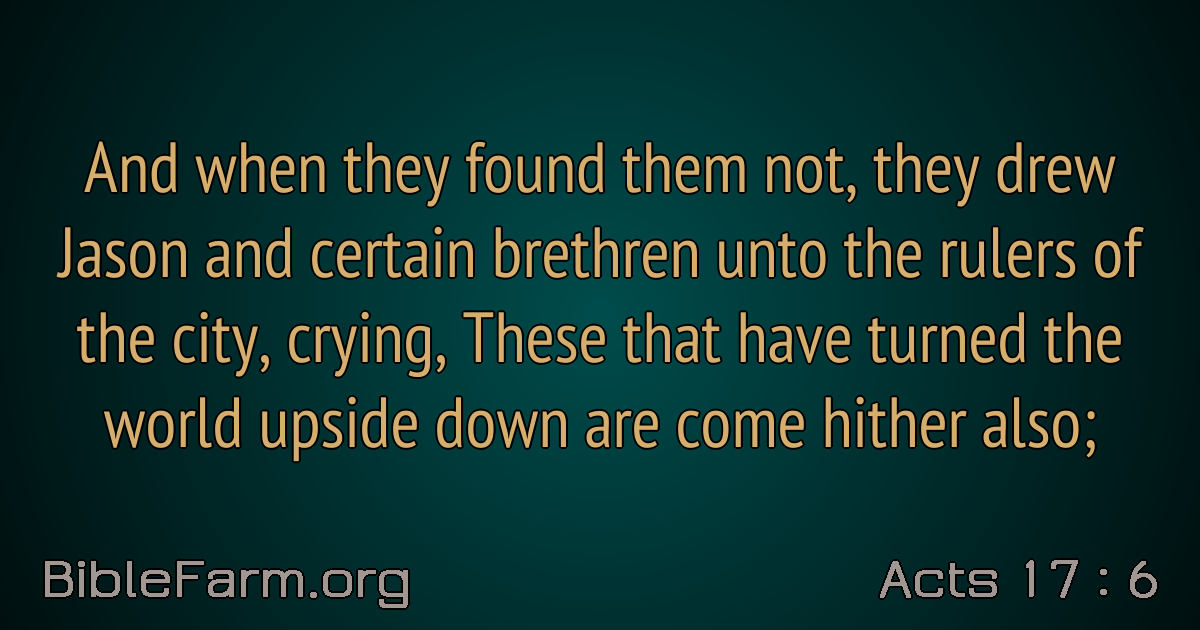 And when they found them not, they drew
Jason and certain brethren unto the rulers of
the city, crying, These that have turned the
world upside down are come hither also;
BibleFarm.org
Acts 17 : 6